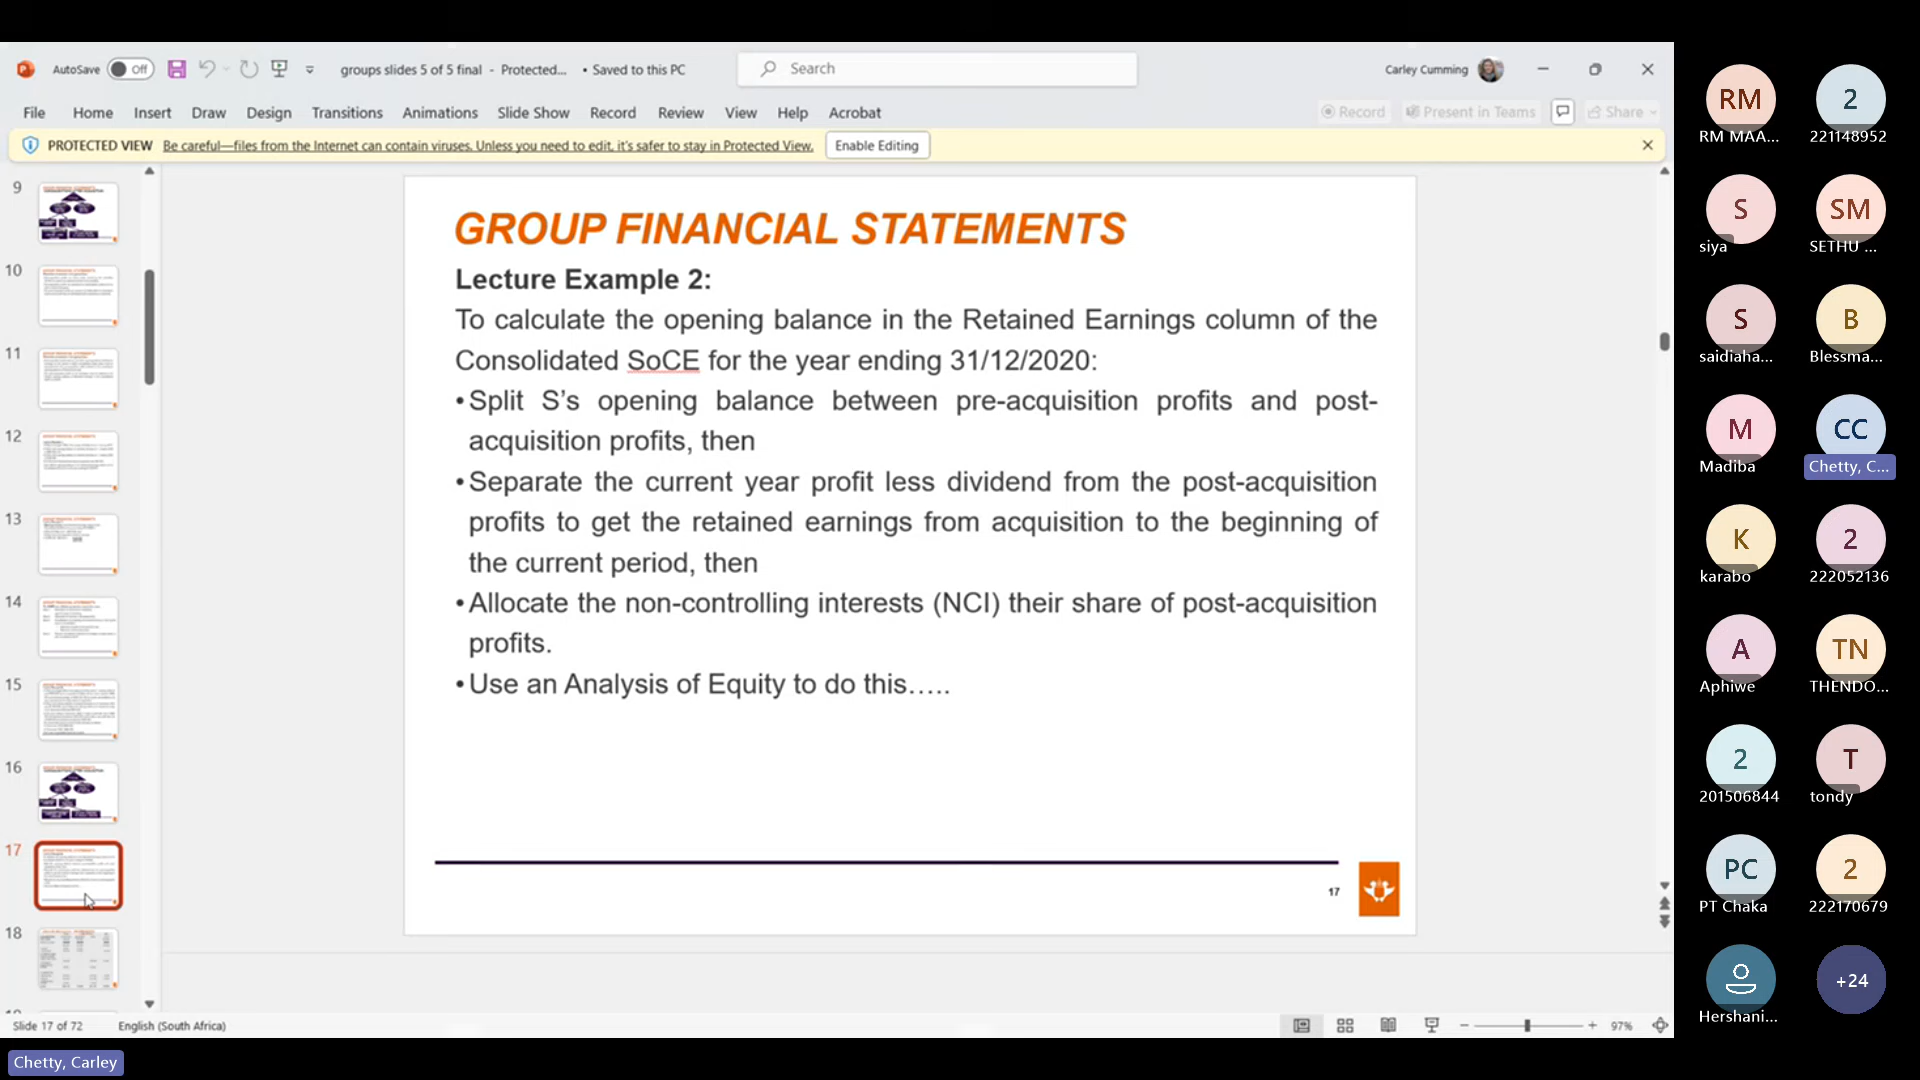 AutoSave Off groups slides 5 of 5 final - Protected... • Saved to this PC Search Carley Cumming
File Home Insert Draw Design Transitions Animations Slide Show Record Review View Help Acrobat Record Present in Teams Share
PROTECTED VIEW Be careful—files from the Internet can contain viruses. Unless you need to edit, it's safer to stay in Protected View. Enable Editing
9
10
11
12
13
14
15
16
17
18
GROUP FINANCIAL STATEMENTS
Lecture Example 2:
To calculate the opening balance in the Retained Earnings column of the
Consolidated SoCE for the year ending 31/12/2020:
•Split S's opening balance between pre-acquisition profits and post-
acquisition profits, then
•Separate the current year profit less dividend from the post-acquisition
profits to get the retained earnings from acquisition to the beginning of
the current period, then
•Allocate the non-controlling interests (NCI) their share of post-acquisition
profits.
•Use an Analysis of Equity to do this…..
17
Slide 17 of 72 English (South Africa) 97%
Chetty, Carley
RM 2
RM MAA... 221148952
S SM
siya SETHU ...
S B
saidiaha... Blessma...
M CC
Madiba Chetty, C...
K 2
karabo 222052136
A TN
Aphiwe THENDO...
2 T
201506844 tondy
PC 2
PT Chaka 222170679
+24
Hershani...